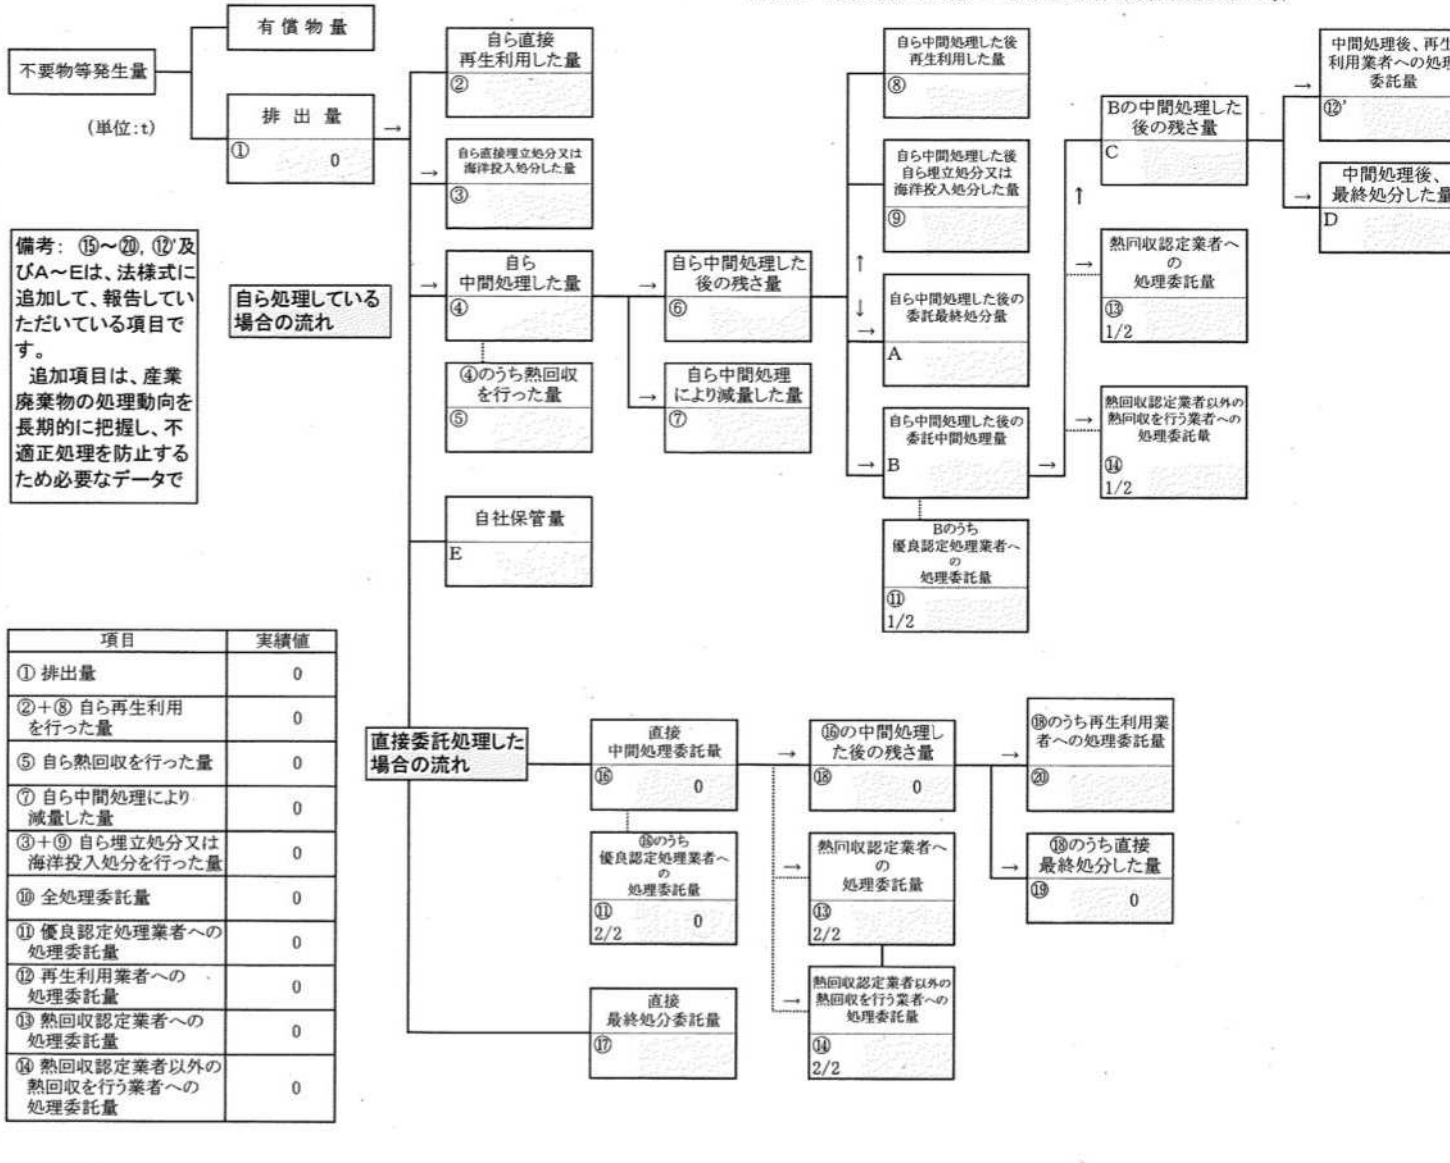 有償物量
不要物等発生量
(単位:t)
排出量
①
0
→
備考: ⑮～⑳, ⑫'及
びA～Eは、法様式に
追加して、報告してい
ただいている項目で
す。
追加項目は、産業
廃棄物の処理動向を
長期的に把握し、不
適正処理を防止する
ため必要なデータで
自ら処理している
場合の流れ
自ら直接
再生利用した量
②
→
自ら直接埋立処分又は
海洋投入処分した量
③
→
自ら
中間処理した量
④
④のうち熱回収
を行った量
⑤
自社保管量
E
→
自ら中間処理した
後の残さ量
⑥
→
自ら中間処理
により減量した量
⑦
自ら中間処理した後
再生利用した量
⑧
自ら中間処理した後
自ら埋立処分又は
海洋投入処分した量
⑨
↑
↓
→
自ら中間処理した後の
委託最終処分量
A
自ら中間処理した後の
委託中間処理量
→
B
→
Bのうち
優良認定処理業者へ
の
処理委託量
⑪
1/2
Bの中間処理した
後の残さ量
C
↑
→
熱回収認定業者へ
の
処理委託量
⑬
1/2
→
熱回収認定業者以外の
熱回収を行う業者への
処理委託量
⑭
1/2
中間処理後、再生
利用業者への処理
委託量
→
⑫'
中間処理後、
最終処分した量
→
D
項目 実績値
① 排出量 0
②+⑧ 自ら再生利用
を行った量 0
⑤ 自ら熱回収を行った量 0
⑦ 自ら中間処理により
減量した量 0
③+⑨ 自ら埋立処分又は
海洋投入処分を行った量 0
⑩ 全処理委託量 0
⑪ 優良認定処理業者への
処理委託量 0
⑫ 再生利用業者への
処理委託量 0
⑬ 熱回収認定業者への
処理委託量 0
⑭ 熱回収認定業者以外の
熱回収を行う業者への
処理委託量 0
直接委託処理した
場合の流れ
直接
中間処理委託量
⑯ 0
⑯のうち
優良認定処理業者へ
の
処理委託量
⑪
2/2 0
直接
最終処分委託量
⑰
→
⑯の中間処理し
た後の残さ量
⑱ 0
→
熱回収認定業者へ
の
処理委託量
⑬
2/2
→
熱回収認定業者以外の
熱回収を行う業者への
処理委託量
⑭
2/2
→
⑱のうち再生利用業
者への処理委託量
⑳
→
⑱のうち直接
最終処分した量
⑲ 0